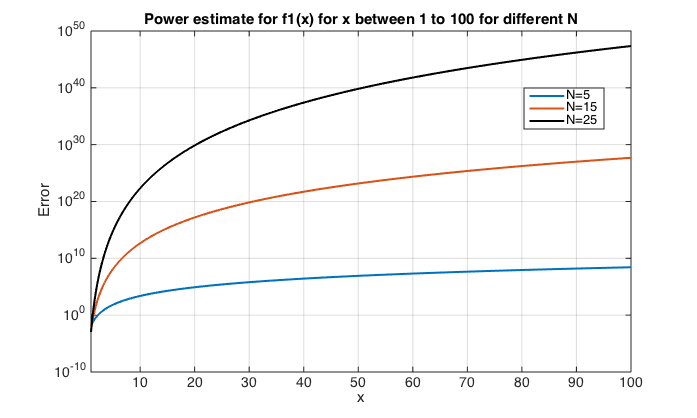 Power estimate for f1(x) for x between 1 to 100 for different N
10^50
10^40
10^30
10^20
10^10
10^0
10^-10
Error
N=5
N=15
N=25
10 20 30 40 50 60 70 80 90 100
x